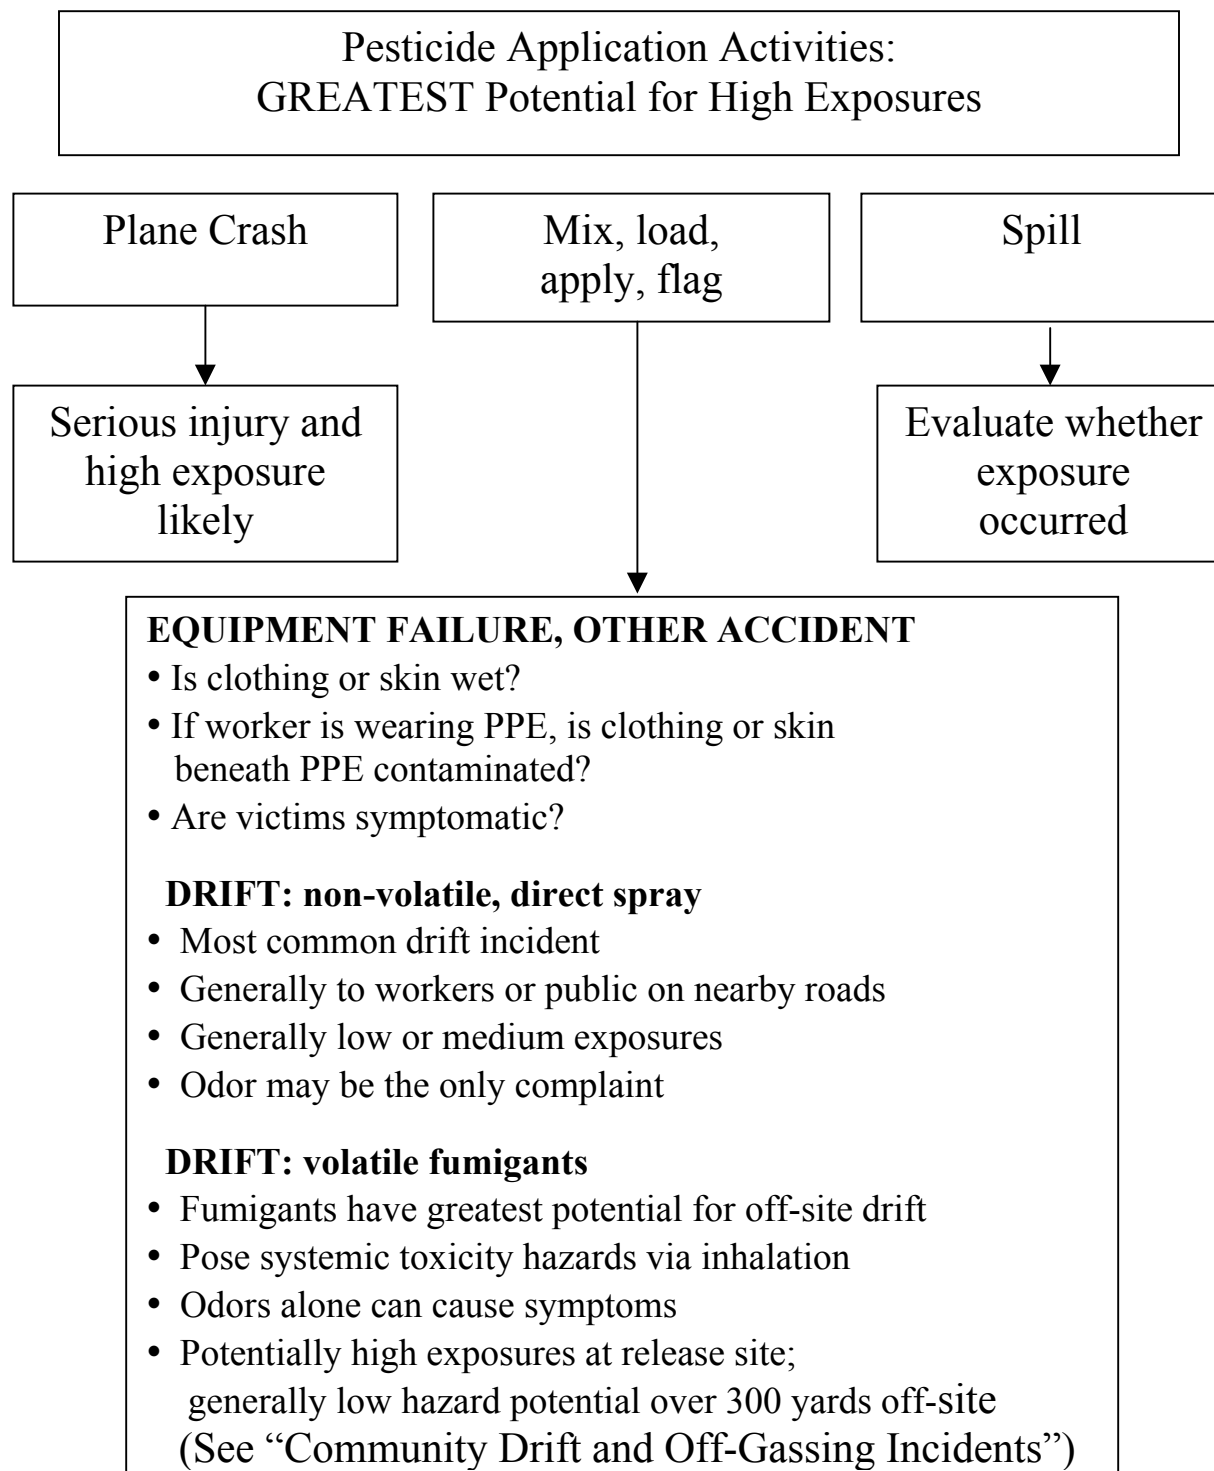 Pesticide Application Activities:
GREATEST Potential for High Exposures
Plane Crash
Mix, load,
apply, flag
Spill
Serious injury and
high exposure
likely
Evaluate whether
exposure
occurred
EQUIPMENT FAILURE, OTHER ACCIDENT
• Is clothing or skin wet?
• If worker is wearing PPE, is clothing or skin
beneath PPE contaminated?
• Are victims symptomatic?
DRIFT: non-volatile, direct spray
• Most common drift incident
• Generally to workers or public on nearby roads
• Generally low or medium exposures
• Odor may be the only complaint
DRIFT: volatile fumigants
• Fumigants have greatest potential for off-site drift
• Pose systemic toxicity hazards via inhalation
• Odors alone can cause symptoms
• Potentially high exposures at release site;
generally low hazard potential over 300 yards off-site
(See “Community Drift and Off-Gassing Incidents”)